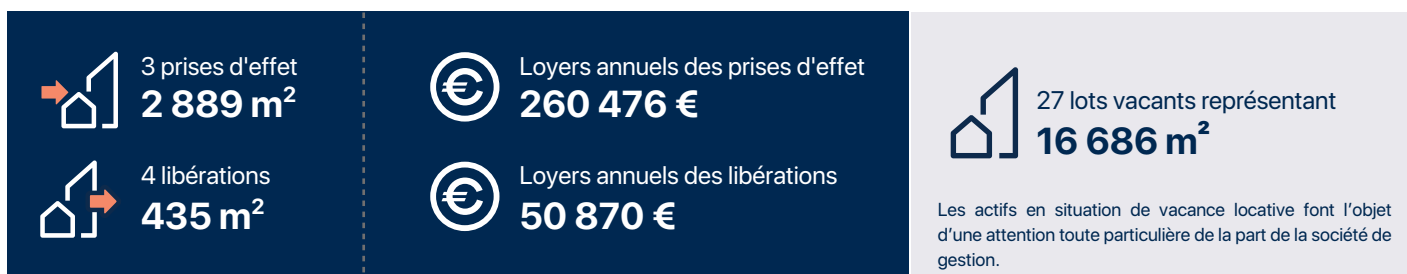 3 prises d'effet
2 889 m²
4 libérations
435 m²
Loyers annuels des prises d'effet
260 476 €
Loyers annuels des libérations
50 870 €
27 lots vacants représentant
16 686 m²
Les actifs en situation de vacance locative font l'objet
d'une attention toute particulière de la part de la société de
gestion.